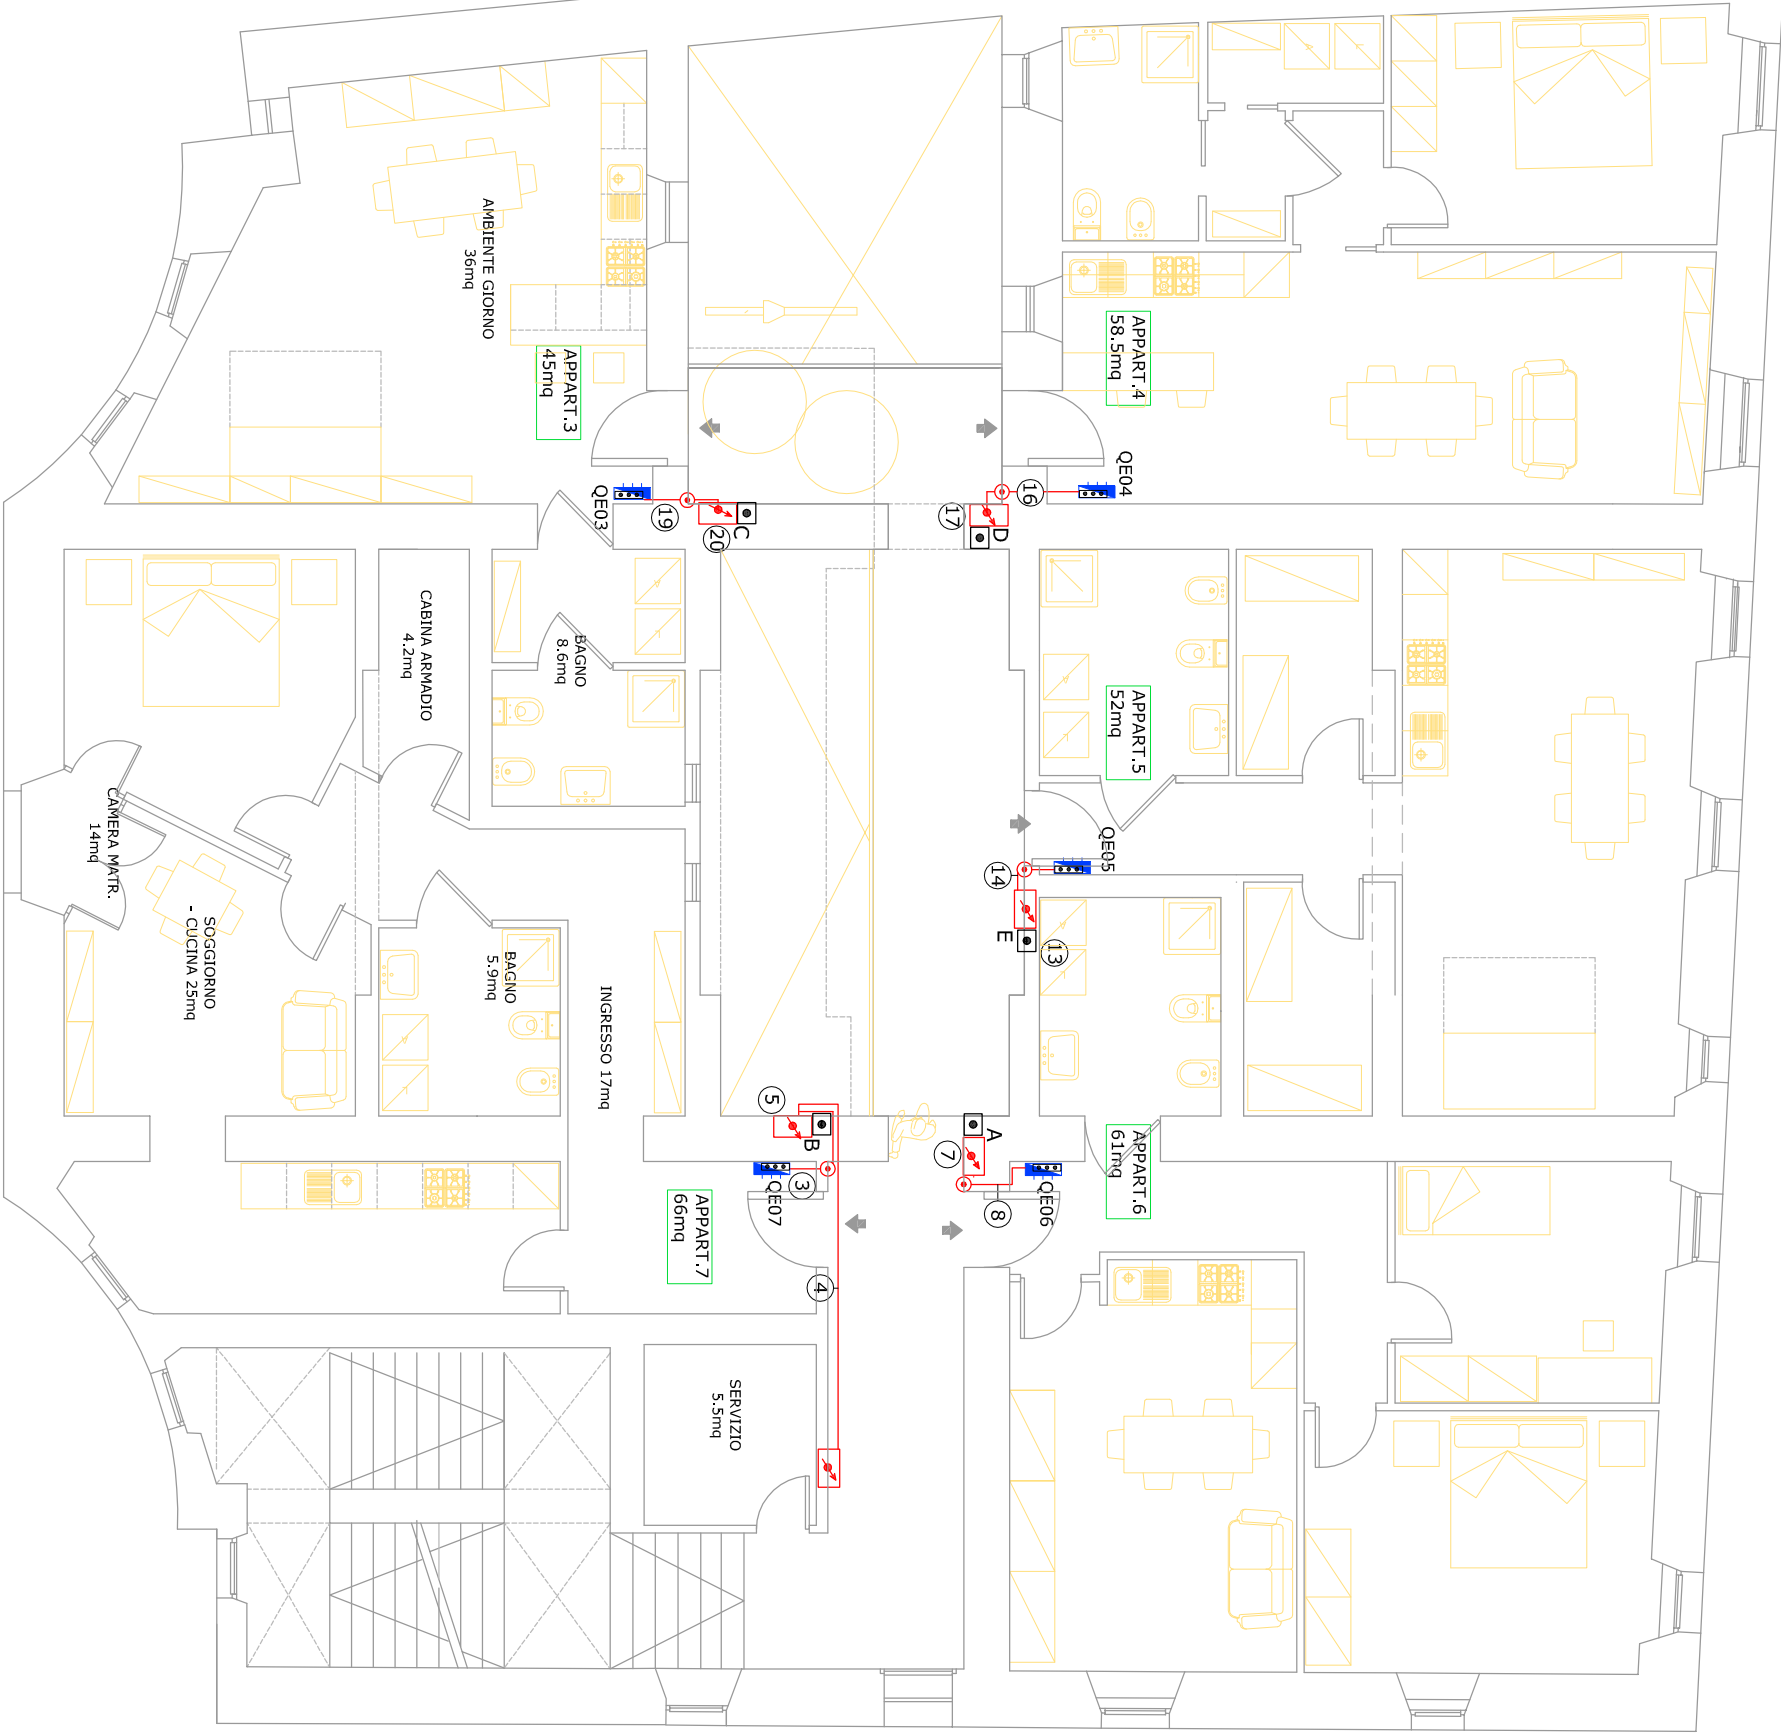 AMBIENTE GIORNO
36mq
APPART.3
45mq
APPART.4
58.5mq
QE04
QE03
16
17
D
19
20
C
CABINA ARMADIO
4.2mq
BAGNO
8.6mq
APPART.5
52mq
CAMERA MATR.
14mq
QE05
14
E
13
SOGGIORNO
- CUCINA 25mq
BAGNO
5.9mq
INGRESSO 17mq
5
B
A
7
APPART.6
61mq
3
QE07
QE06
8
APPART.7
66mq
4
SERVIZIO
5.5mq